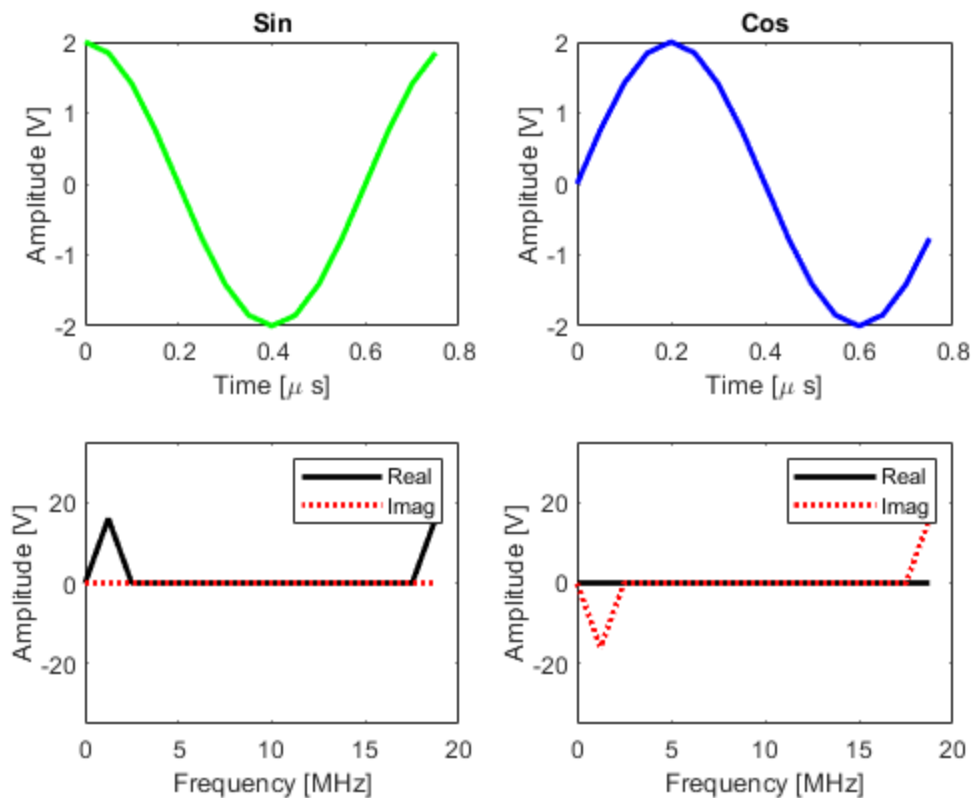 Sin
Amplitude [V]
2
1
0
-1
-2
0 0.2 0.4 0.6 0.8
Time [μ s]
Cos
Amplitude [V]
2
1
0
-1
-2
0 0.2 0.4 0.6 0.8
Time [μ s]
Amplitude [V]
20
0
-20
Real
Imag
0 5 10 15 20
Frequency [MHz]
Amplitude [V]
20
0
-20
Real
Imag
0 5 10 15 20
Frequency [MHz]